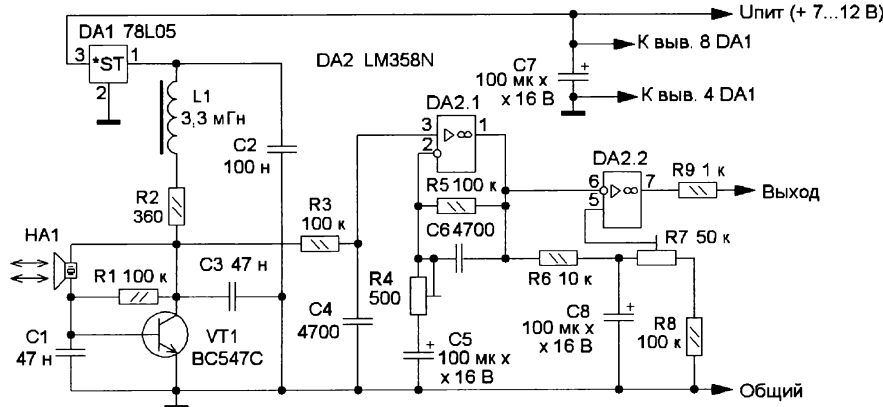 DA1 78L05
3
*ST
1
2
Uпит (+ 7...12 В)
К выв. 8 DA1
DA2 LM358N
C7
100 мк х
х 16 В
К выв. 4 DA1
L1
3,3 мГн
C2
100 н
DA2.1
3
▷∞
1
2
DA2.2
6
▷∞
7
5
R9 1 к
Выход
R2
360
R3
100 к
R5 100 к
C6 4700
R7 50 к
HA1
R1 100 к
C3 47 н
R4
500
R6 10 к
C1
47 н
VT1
BC547C
C4
4700
C5
100 мк х
х 16 В
C8
100 мк х
х 16 В
R8
100 к
+
+
+
Общий